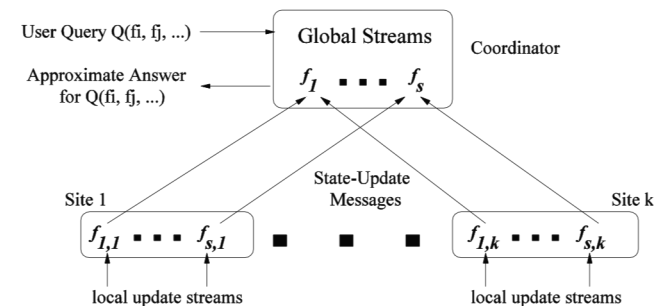 User Query Q(fi, fj, ...)
Global Streams
Coordinator
Approximate Answer
for Q(fi, fj, ...)
f1 ... fs
State-Update
Messages
Site 1
Site k
f1,1 ... fs,1
f1,k ... fs,k
local update streams
local update streams